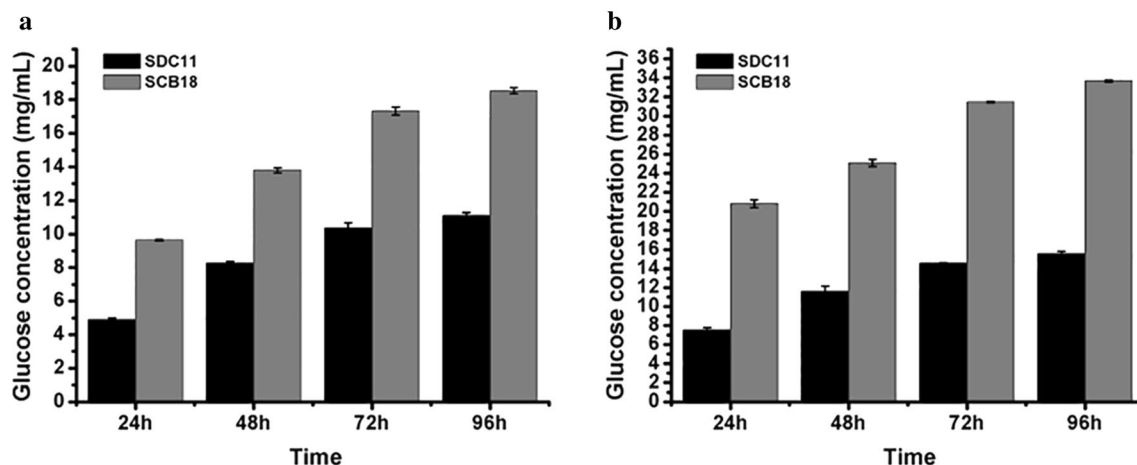 a
20
18
16
14
12
10
8
6
4
2
0
Glucose concentration (mg/mL)
SDC11
SCB18
24h
48h
72h
96h
Time
b
36
34
32
30
26
24
22
20
16
14
12
10
8
6
4
2
0
Glucose concentration (mg/mL)
SDC11
SCB18
24h
48h
72h
96h
Time